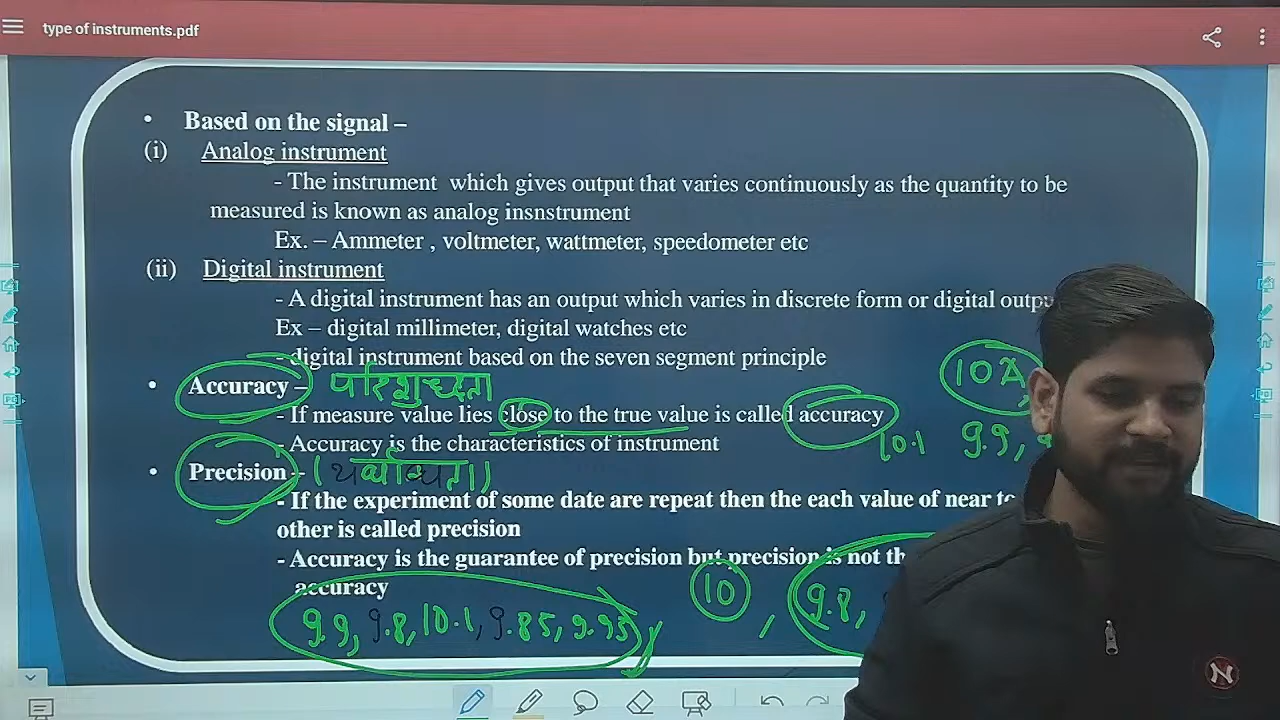 type of instruments.pdf
• Based on the signal –
(i) Analog instrument
- The instrument which gives output that varies continuously as the quantity to be
measured is known as analog insnstrument
Ex. – Ammeter , voltmeter, wattmeter, speedometer etc
(ii) Digital instrument
- A digital instrument has an output which varies in discrete form or digital outpu
Ex – digital millimeter, digital watches etc
- digital instrument based on the seven segment principle
10A
• Accuracy – परिशुध्दता
- If measure value lies close to the true value is called accuracy
10.1 9.9,
- Accuracy is the characteristics of instrument
• Precision –
- If the experiment of some date are repeat then the each value of near to
other is called precision
- Accuracy is the guarantee of precision but precision is not th
accuracy
9.9, 9.8, 10.1, 9.85, 9.95, 10, 9.8,
N